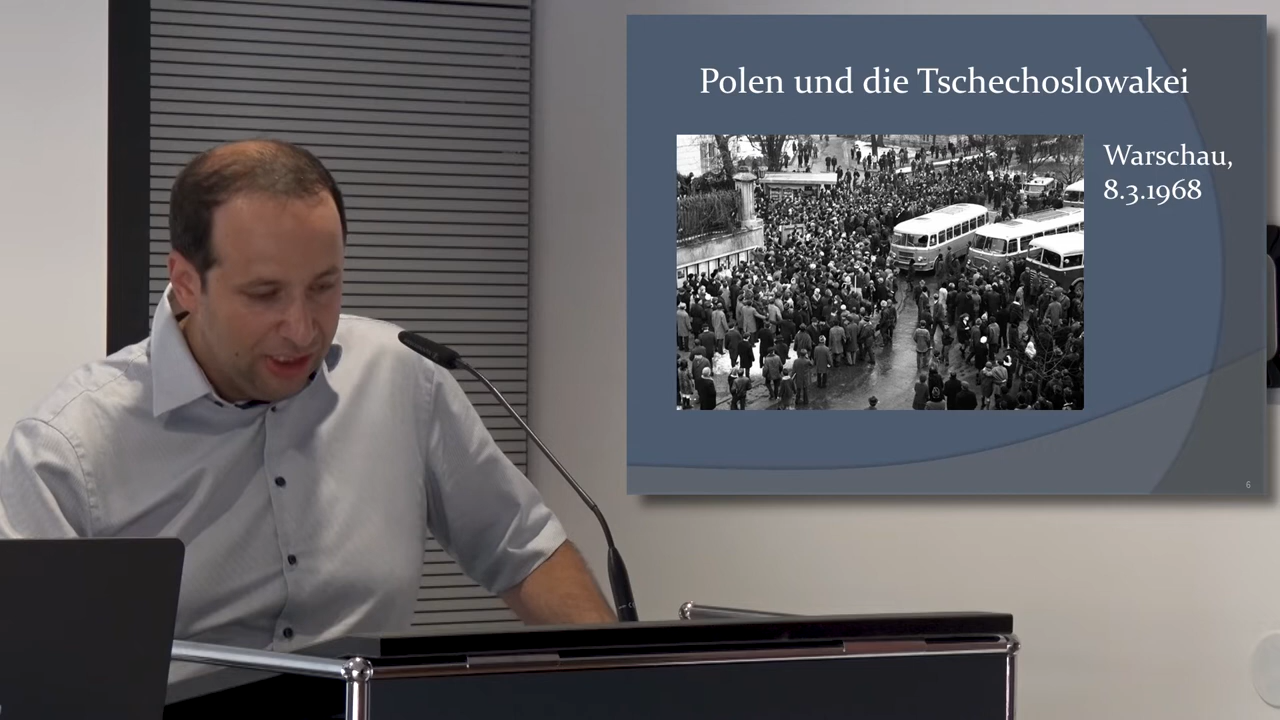 Polen und die Tschechoslowakei
Warschau,
8.3.1968
6